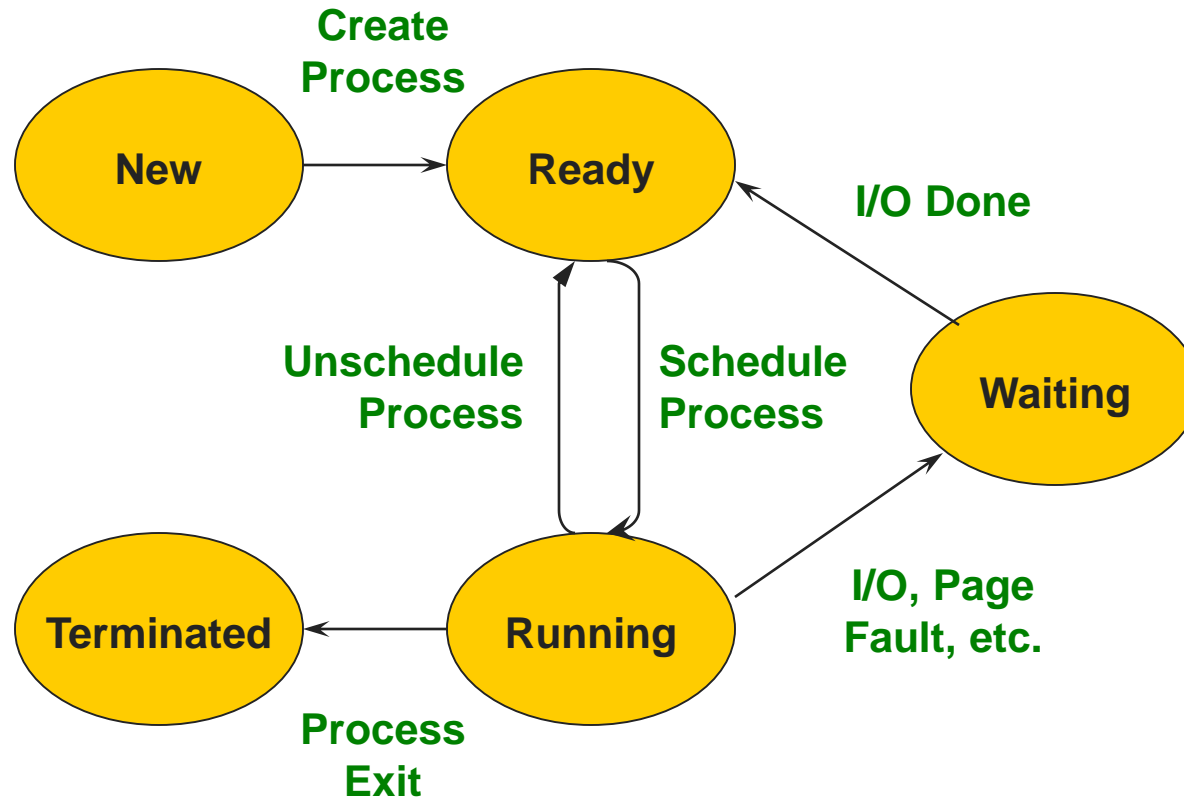 Create
Process
New
Ready
I/O Done
Unschedule
Process
Schedule
Process
Waiting
I/O, Page
Fault, etc.
Terminated
Running
Process
Exit